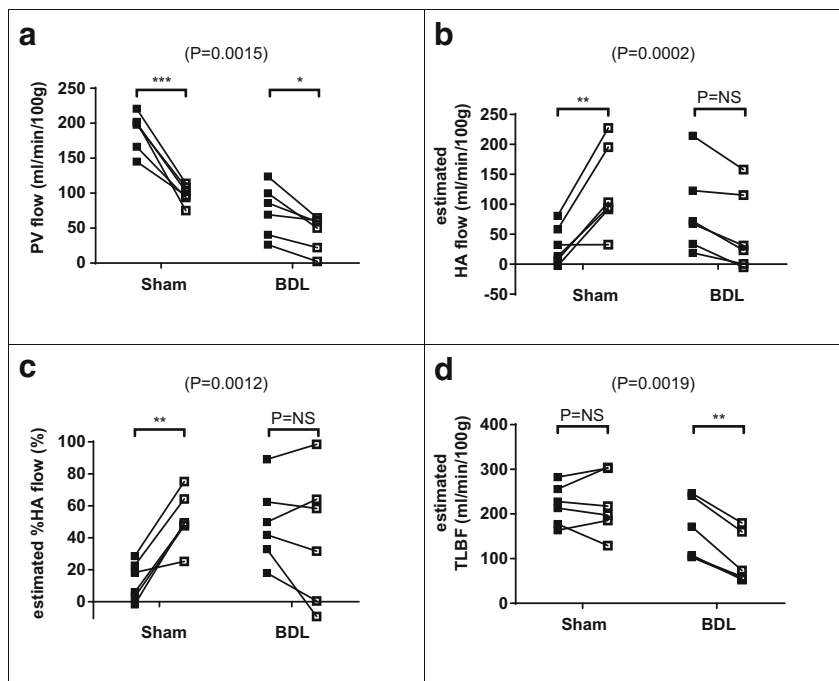 a
(P=0.0015)
***
*
PV flow (ml/min/100g)
250
200
150
100
50
0
Sham
BDL
b
(P=0.0002)
**
P=NS
estimated
HA flow (ml/min/100g)
250
200
150
100
50
0
-50
Sham
BDL
c
(P=0.0012)
**
P=NS
estimated %HA flow (%)
100
80
60
40
20
0
Sham
BDL
d
(P=0.0019)
P=NS
**
estimated
TLBF (ml/min/100g)
400
300
200
100
0
Sham
BDL